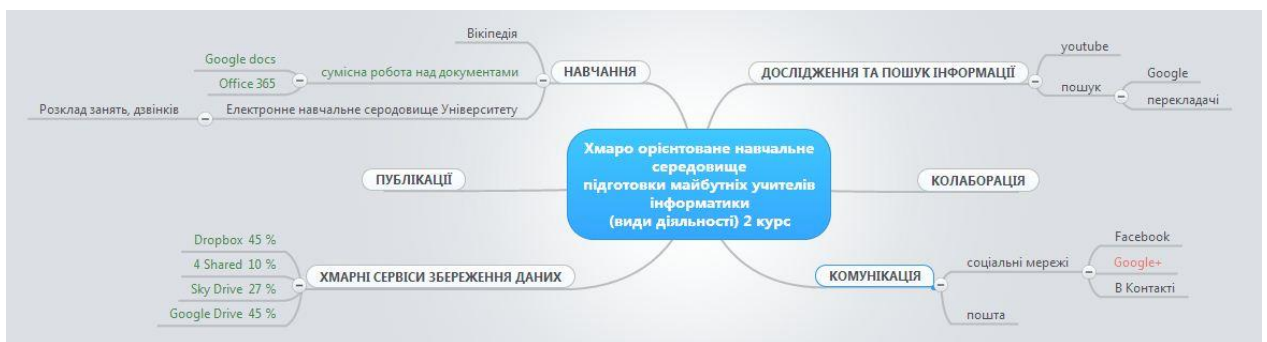 Вікіпедія
Google docs
Office 365
сумісна робота над документами
Розклад занять, дзвінків
Електронне навчальне серодовище Університету
НАВЧАННЯ
ДОСЛІДЖЕННЯ ТА ПОШУК ІНФОРМАЦІЇ
youtube
пошук
Google
перекладачі
Хмаро орієнтоване навчальне
середовище
підготовки майбутніх учителів
інформатики
(види діяльності) 2 курс
ПУБЛІКАЦІЇ
КОЛАБОРАЦІЯ
Dropbox 45 %
4 Shared 10 %
Sky Drive 27 %
Google Drive 45 %
ХМАРНІ СЕРВІСИ ЗБЕРЕЖЕННЯ ДАНИХ
КОМУНІКАЦІЯ
соціальні мережі
Facebook
Google+
В Контакті
пошта